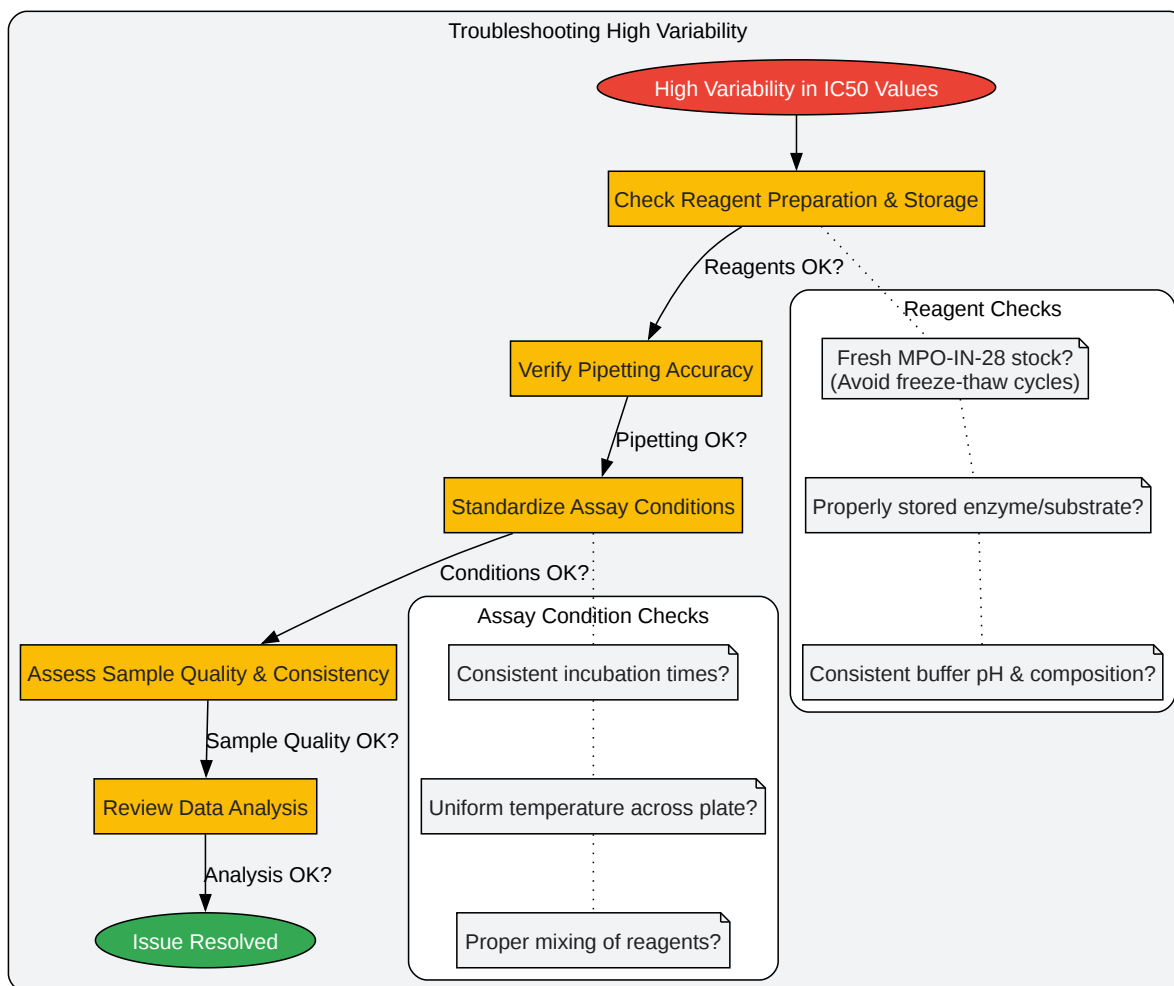 Troubleshooting High Variability
High Variability in IC50 Values
Check Reagent Preparation & Storage
Reagents OK?
Reagent Checks
Fresh MPO-IN-28 stock?
(Avoid freeze-thaw cycles)
Verify Pipetting Accuracy
Pipetting OK?
Standardize Assay Conditions
Properly stored enzyme/substrate?
Conditions OK?
Assay Condition Checks
Assess Sample Quality & Consistency
Consistent incubation times?
Consistent buffer pH & composition?
Sample Quality OK?
Review Data Analysis
Uniform temperature across plate?
Analysis OK?
Issue Resolved
Proper mixing of reagents?